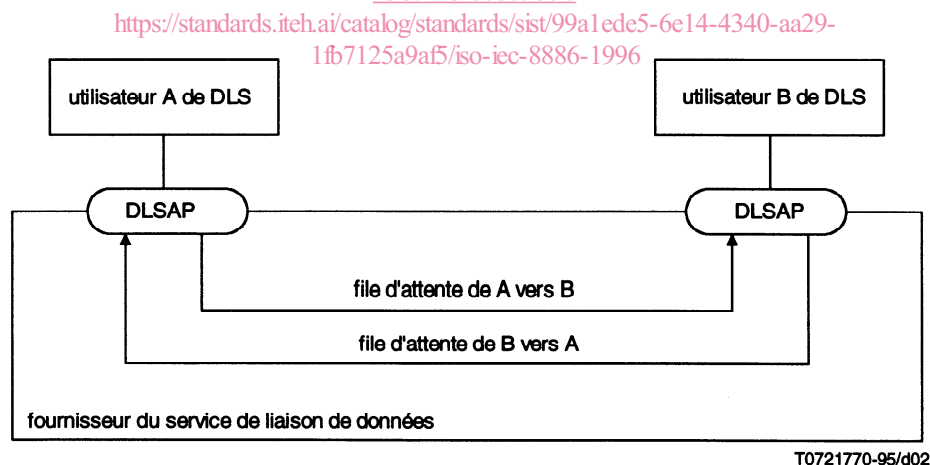 https://standards.iteh.ai/catalog/standards/sist/99a1ede5-6e14-4340-aa29-
1fb7125a9af5/iso-iec-8886-1996
utilisateur A de DLS
utilisateur B de DLS
DLSAP
DLSAP
file d'attente de A vers B
file d'attente de B vers A
fournisseur du service de liaison de données
T0721770-95/d02